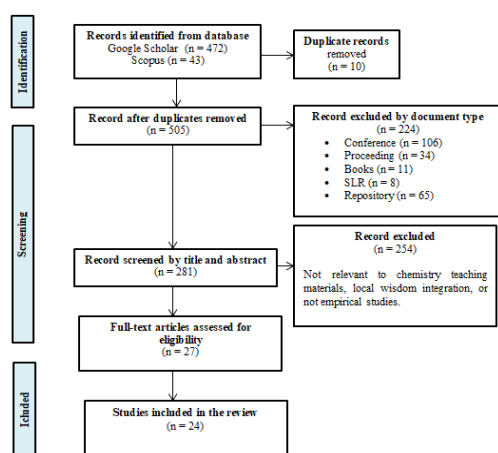 Identification
Records identified from database
Google Scholar (n = 472)
Scopus (n = 43)
Duplicate records
removed
(n = 10)
Screening
Record after duplicates removed
(n = 505)
Record excluded by document type
(n = 224)
• Conference (n = 106)
• Proceeding (n = 34)
• Books (n = 11)
• SLR (n = 8)
• Repository (n = 65)
Record screened by title and abstract
(n = 281)
Record excluded
(n = 254)
Not relevant to chemistry teaching
materials, local wisdom integration, or
not empirical studies.
Full-text articles assessed for
eligibility
(n = 27)
Icluded
Studies included in the review
(n = 24)